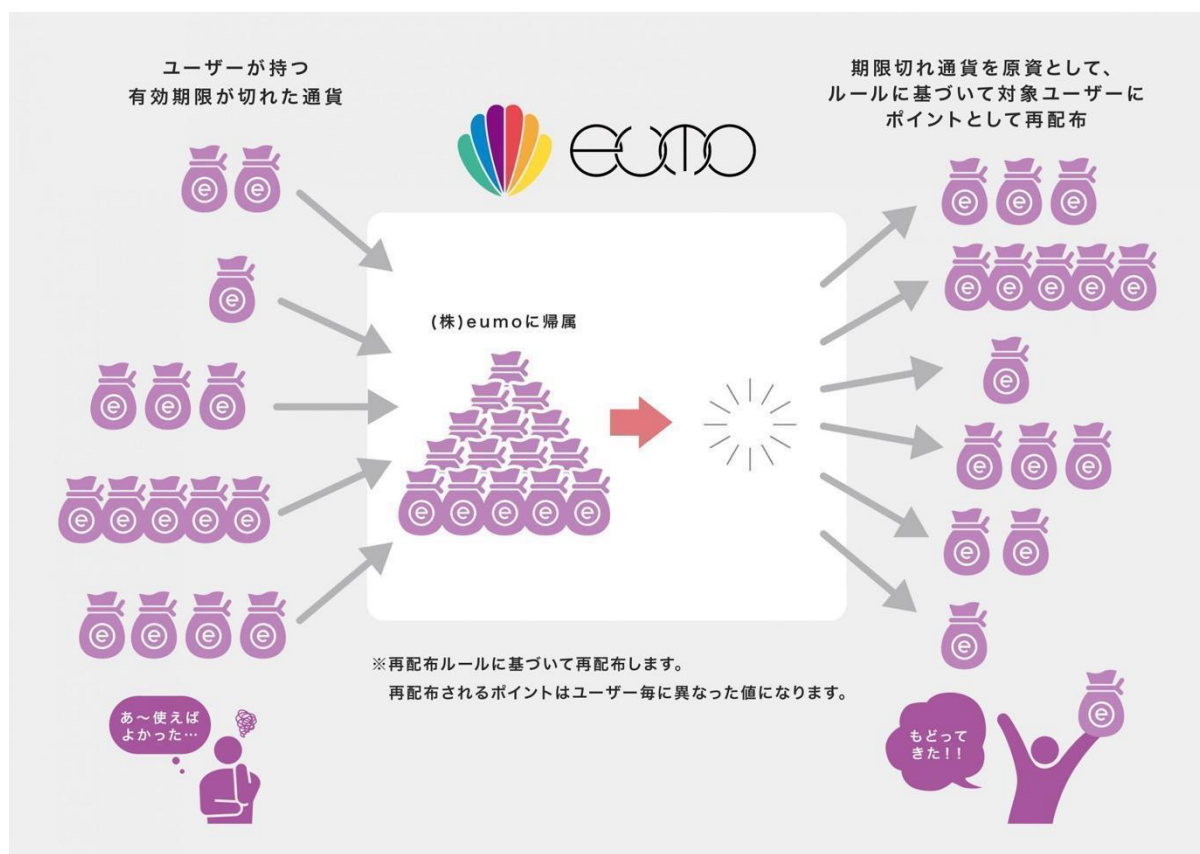 ユーザーが持つ
有効期限が切れた通貨
eumo
期限切れ通貨を原資として、
ルールに基づいて対象ユーザーに
ポイントとして再配布
(株)eumoに帰属
※再配布ルールに基づいて再配布します。
再配布されるポイントはユーザー毎に異なった値になります。
あ〜使えば
よかった…
もどって
きた!!